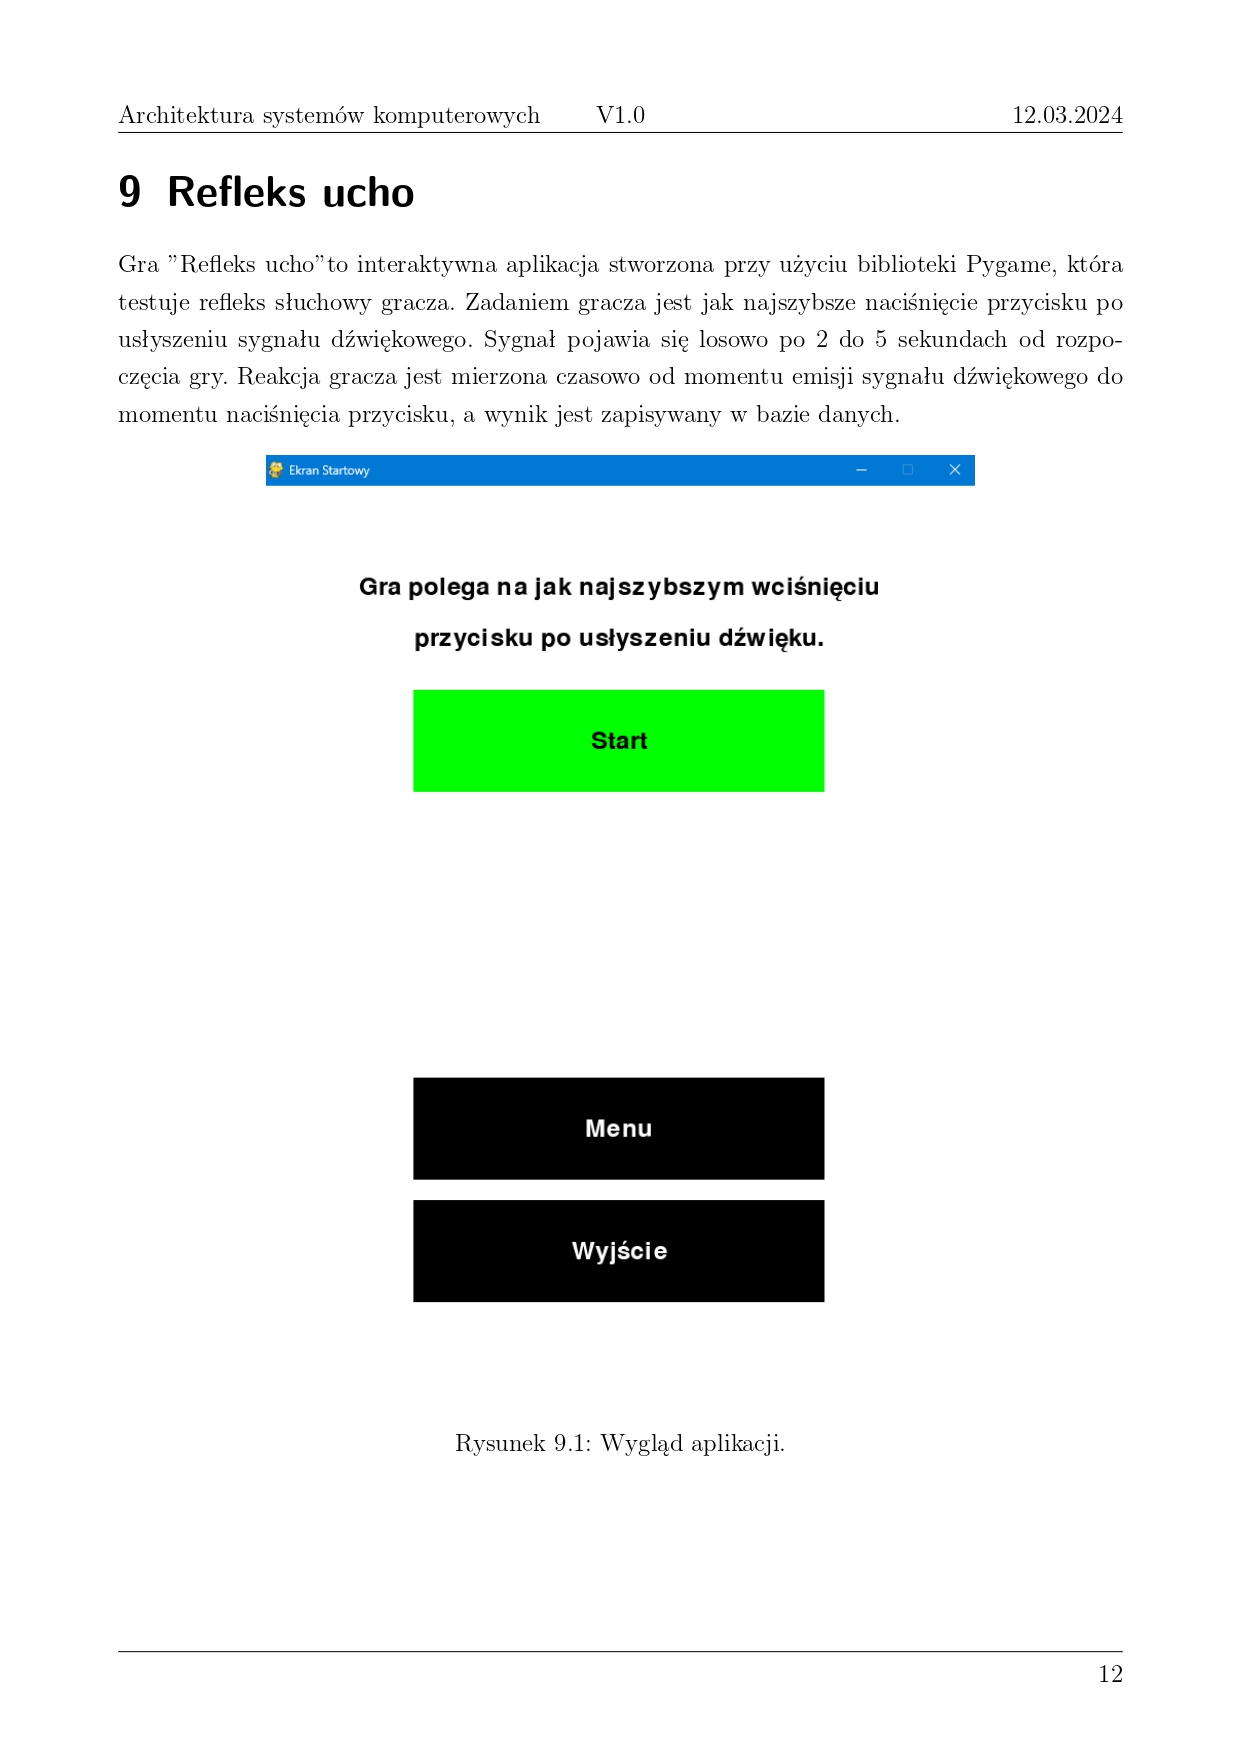 Architektura systemów komputerowych V1.0 12.03.2024
9 Refleks ucho
Gra ”Refleks ucho”to interaktywna aplikacja stworzona przy użyciu biblioteki Pygame, która
testuje refleks słuchowy gracza. Zadaniem gracza jest jak najszybsze naciśnięcie przycisku po
usłyszeniu sygnału dźwiękowego. Sygnał pojawia się losowo po 2 do 5 sekundach od rozpo-
częcia gry. Reakcja gracza jest mierzona czasowo od momentu emisji sygnału dźwiękowego do
momentu naciśnięcia przycisku, a wynik jest zapisywany w bazie danych.
Ekran Startowy
Gra polega na jak najszybszym wciśnięciu
przycisku po usłyszeniu dźwięku.
Start
Menu
Wyjście
Rysunek 9.1: Wygląd aplikacji.
12